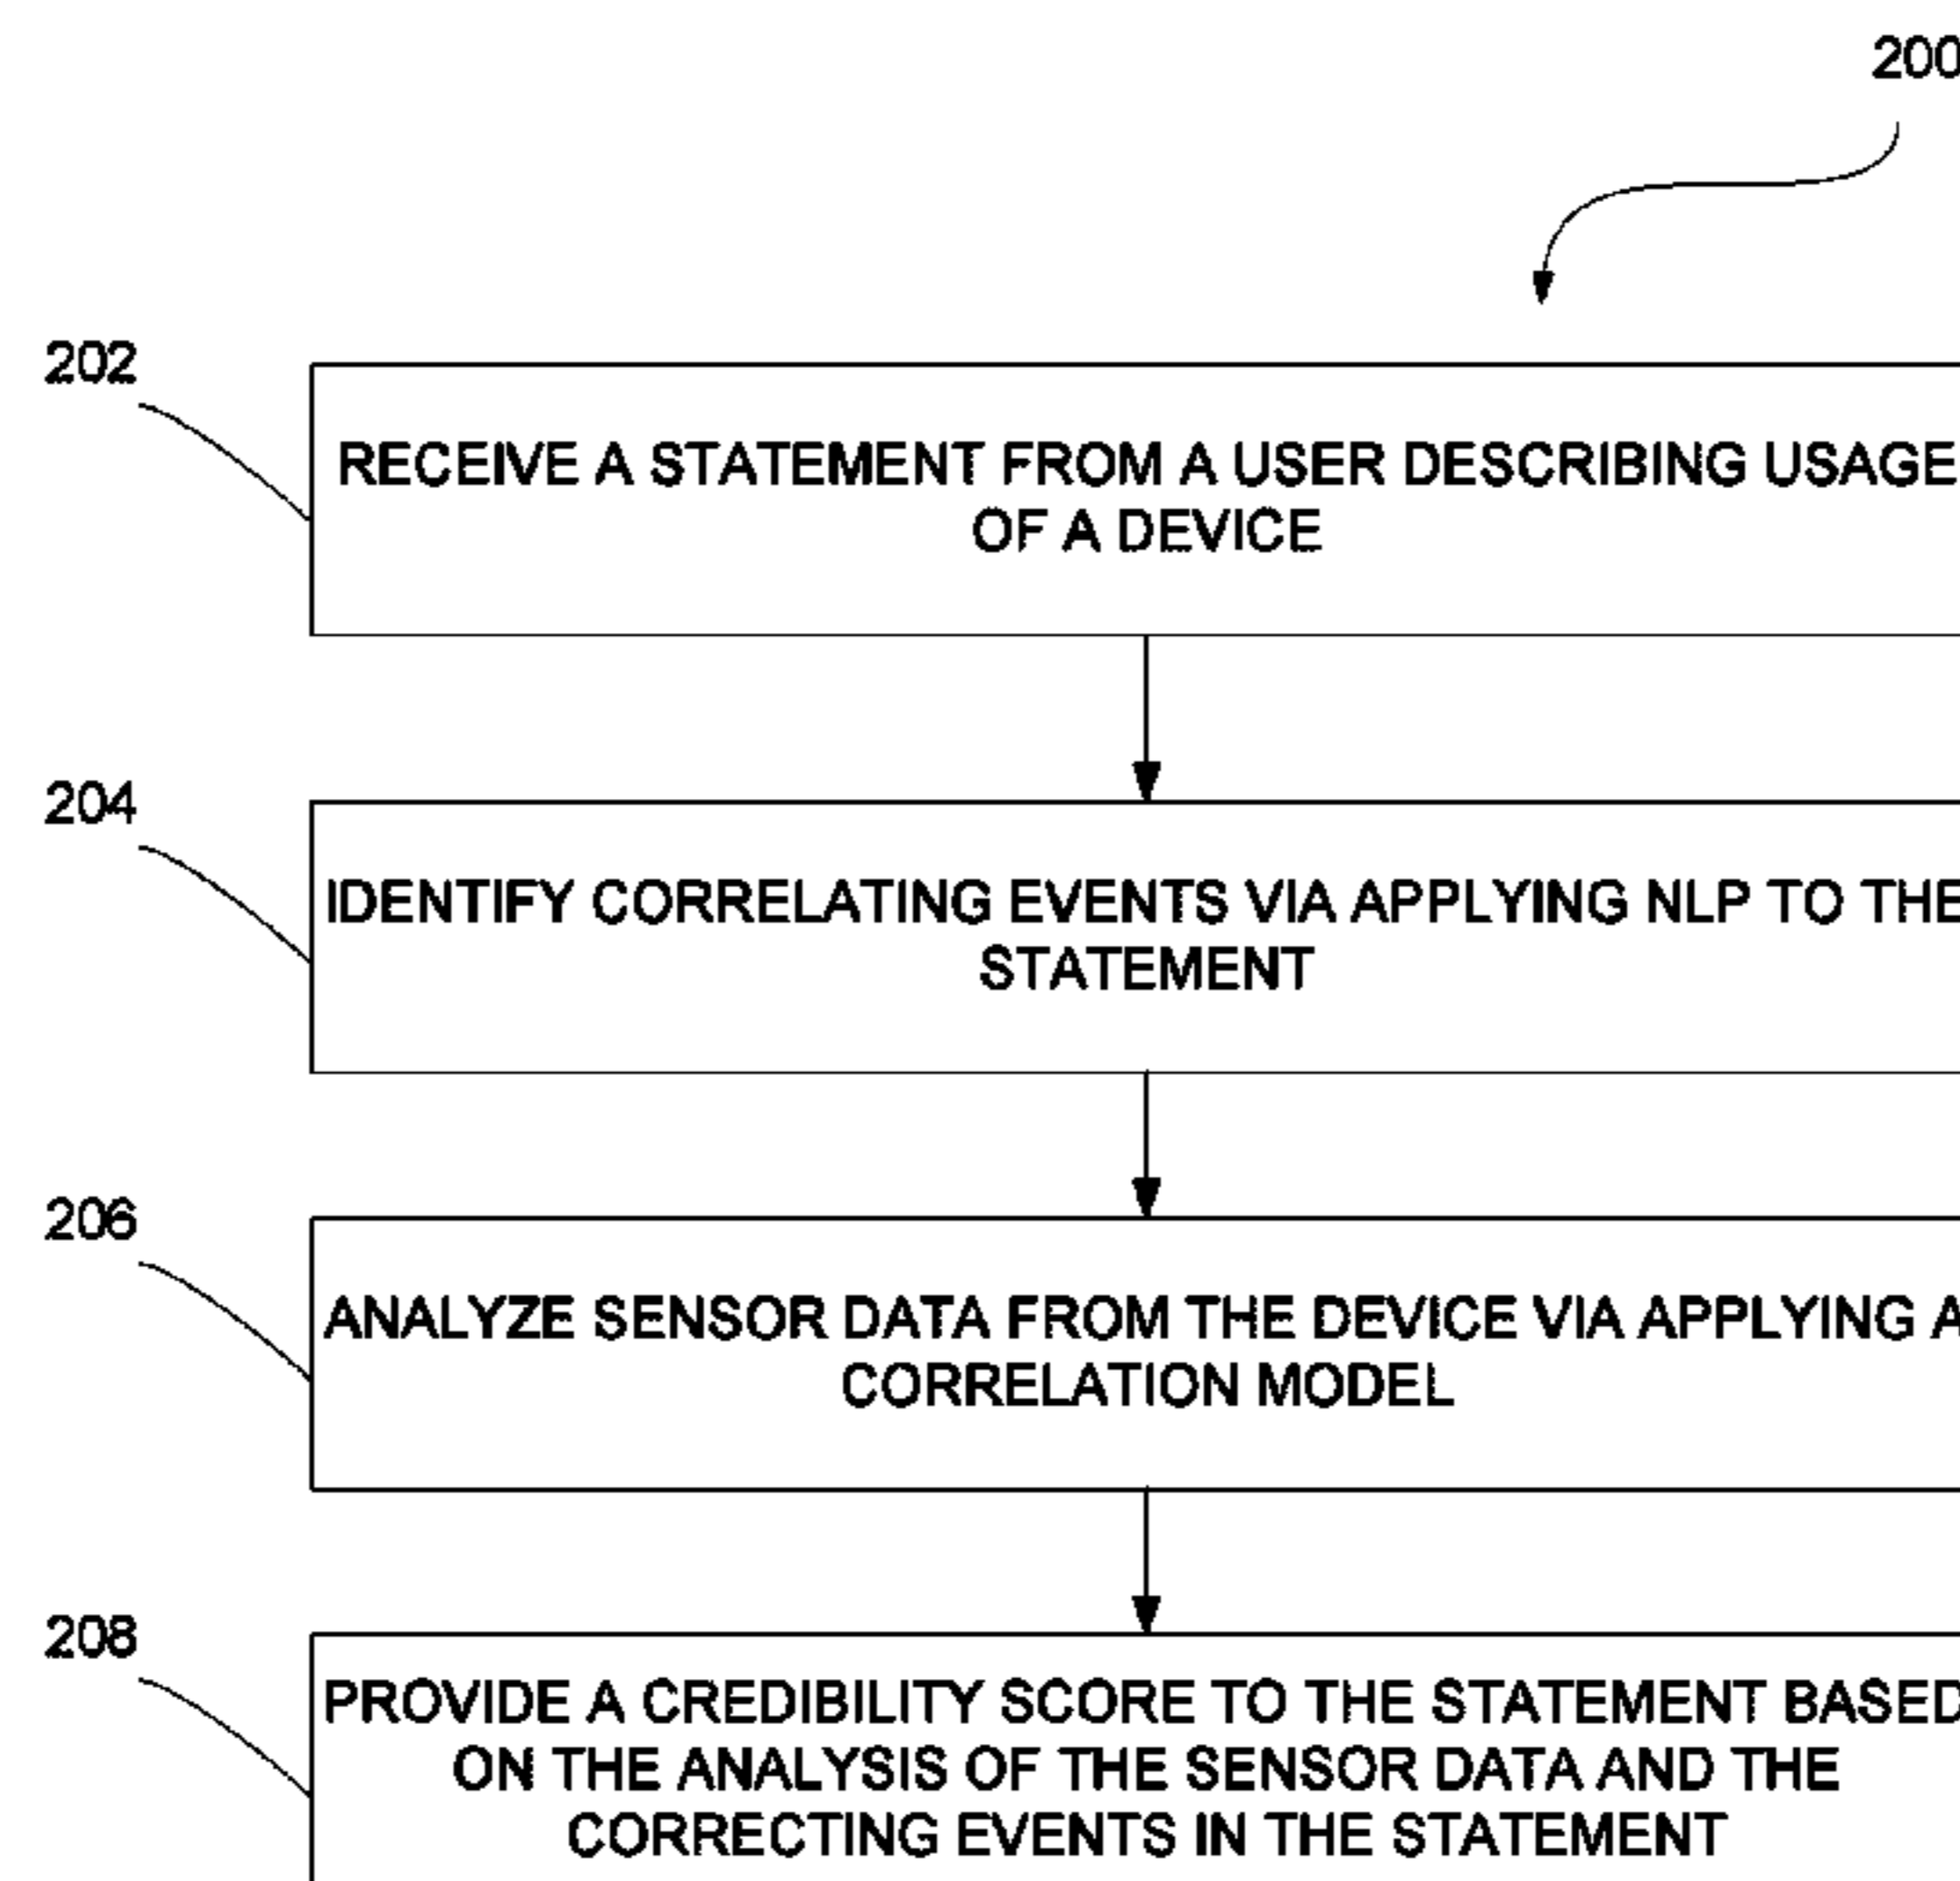 200
202
RECEIVE A STATEMENT FROM A USER DESCRIBING USAGE
OF A DEVICE
204
IDENTIFY CORRELATING EVENTS VIA APPLYING NLP TO THE
STATEMENT
206
ANALYZE SENSOR DATA FROM THE DEVICE VIA APPLYING A
CORRELATION MODEL
208
PROVIDE A CREDIBILITY SCORE TO THE STATEMENT BASED
ON THE ANALYSIS OF THE SENSOR DATA AND THE
CORRECTING EVENTS IN THE STATEMENT